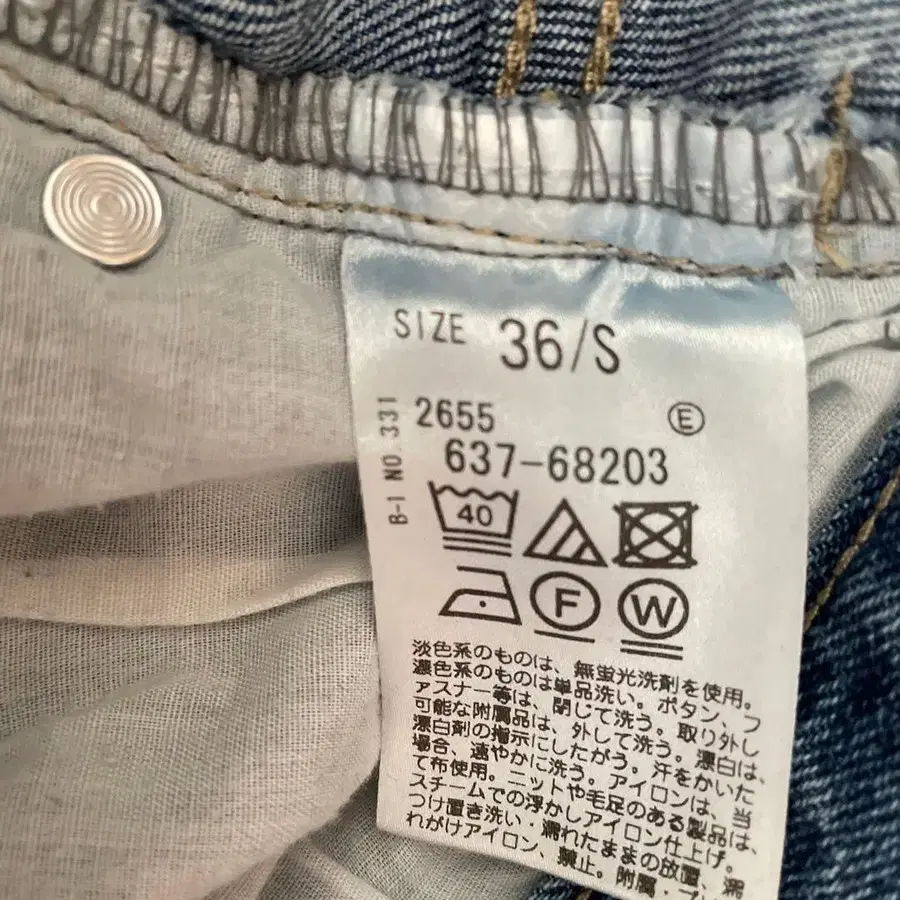 SIZE 36/S
2655 Ⓔ
637-68203
B-1 NO.331
40
F W
淡色系のものは、無蛍光洗剤を使用。
濃色系のものは単品洗い。ボタン、フ
ァスナー等は、閉じて洗う。取り外し
可能な附属品は、外して洗う。漂白は、
漂白剤の指示にしたがう。汗をかいた
場合、速やかに洗う。アイロンは、当
て布使用。ニットや毛足のある製品は、
スチームでの浮かしアイロン仕上げ。
つけ置き洗い・濡れたままの放置、濡
れがけアイロン、禁止。附属・プ